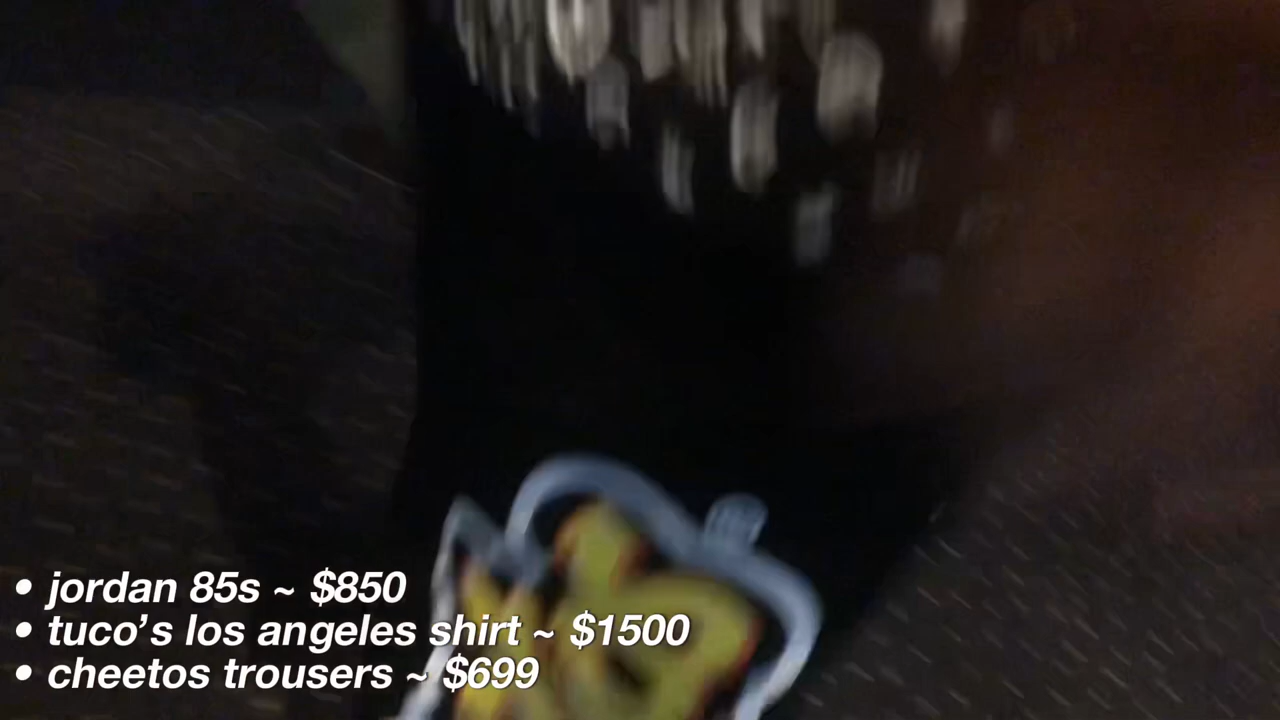 • jordan 85s ~ $850
• tuco's los angeles shirt ~ $1500
• cheetos trousers ~ $699